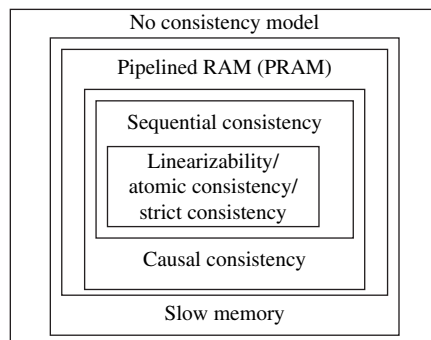 No consistency model
Pipelined RAM (PRAM)
Sequential consistency
Linearizability/
atomic consistency/
strict consistency
Causal consistency
Slow memory